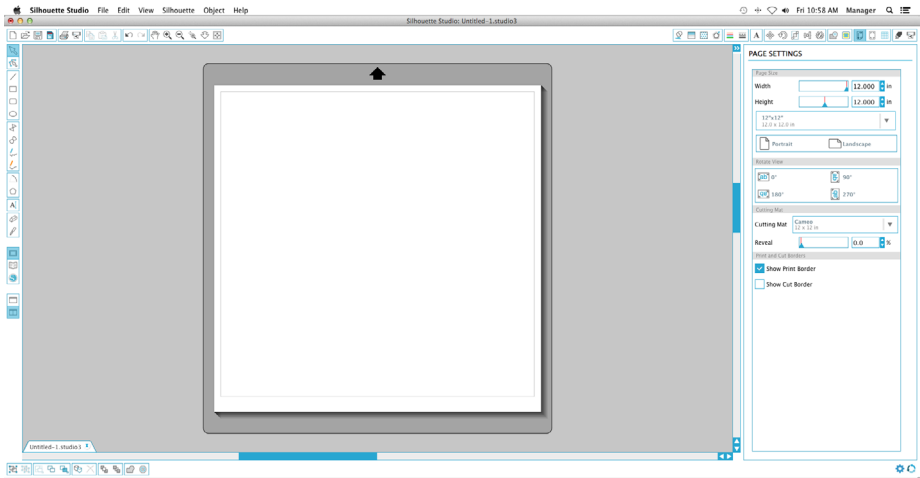 Silhouette Studio File Edit View Silhouette Object Help
Fri 10:58 AM Manager
Silhouette Studio: Untitled-1.studio3
PAGE SETTINGS
Page Size
Width 12.000 in
Height 12.000 in
12"x12"
12.0 x 12.0 in
Portrait Landscape
Rotate View
0° 90°
180° 270°
Cutting Mat
Cutting Mat Cameo
12 x 12 in
Reveal 0.0 %
Print and Cut Borders
Show Print Border
Show Cut Border
Untitled-1.studio3